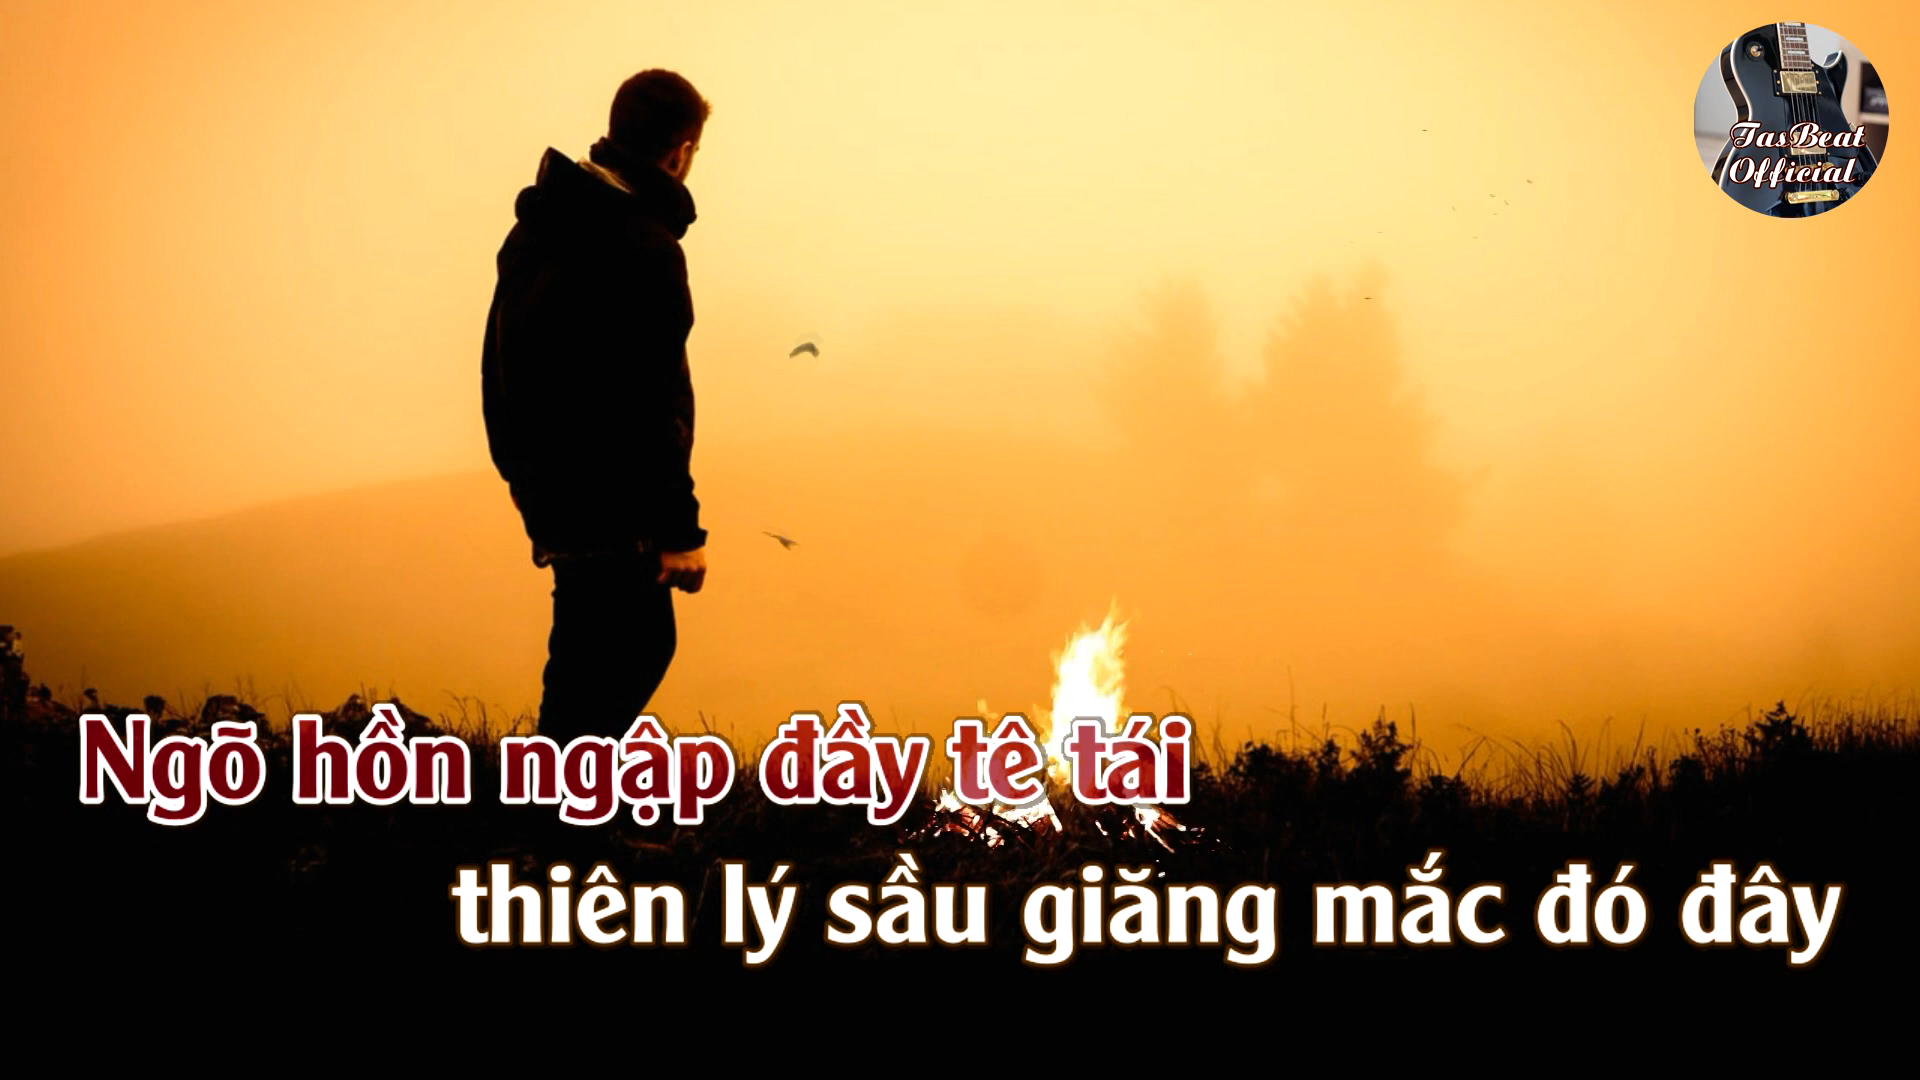 TasBeat
Official
Ngõ hồn ngập đầy tê tái
thiên lý sầu giăng mắc đó đây